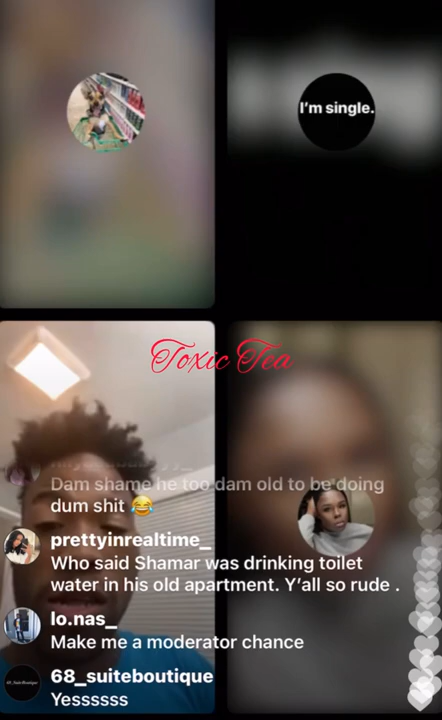 I'm single.
Toxic Tea
Dam shame he too dam old to be doing
dum shit 😂
prettyinrealtime_
Who said Shamar was drinking toilet
water in his old apartment. Y'all so rude .
lo.nas_
Make me a moderator chance
68_suiteboutique
Yessssss